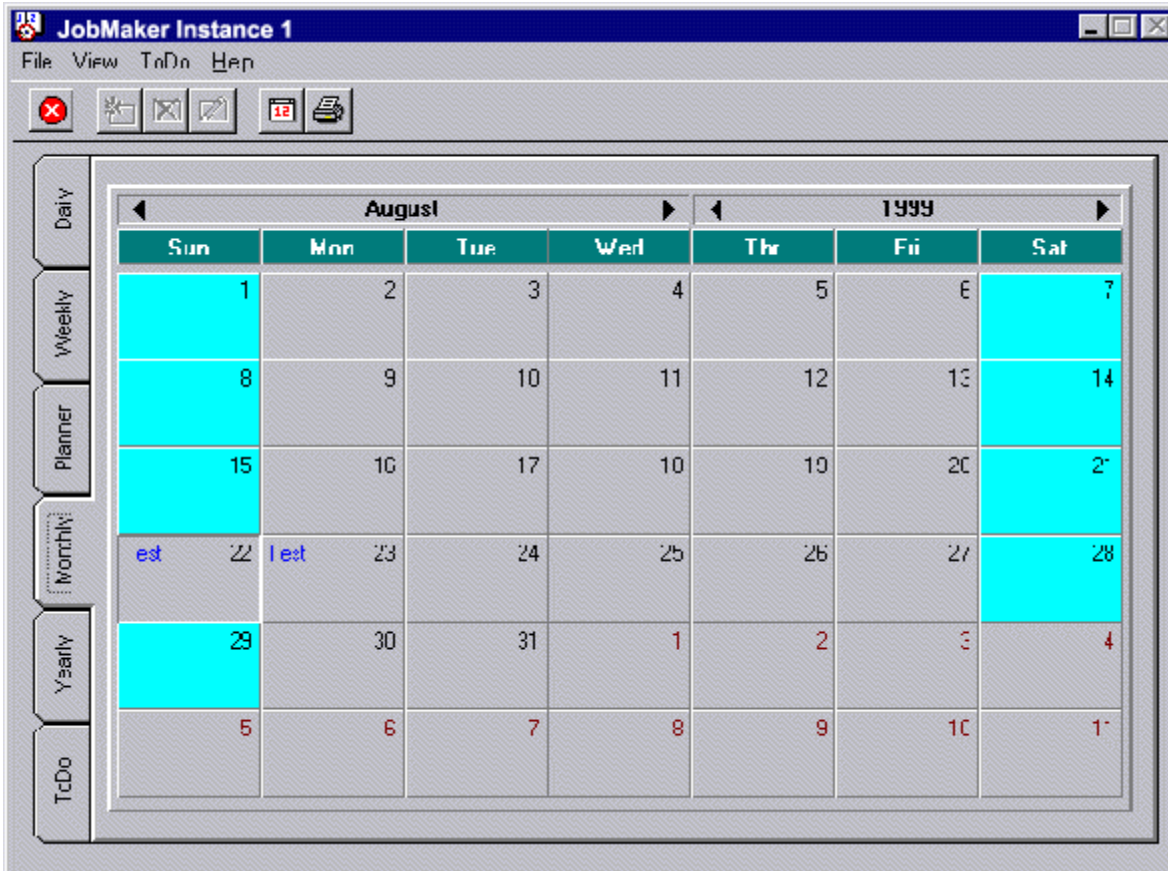 JobMaker Instance 1
File View ToDo Help
12
August 1999
Sun Mon Tue Wed Thr Fri Sat
1 2 3 4 5 6 7
8 9 10 11 12 13 14
15 16 17 18 19 20 21
est 22 Test 23 24 25 26 27 28
29 30 31 1 2 3 4
5 6 7 8 9 10 11
Daily
Weekly
Planner
Monthly
Yearly
ToDo